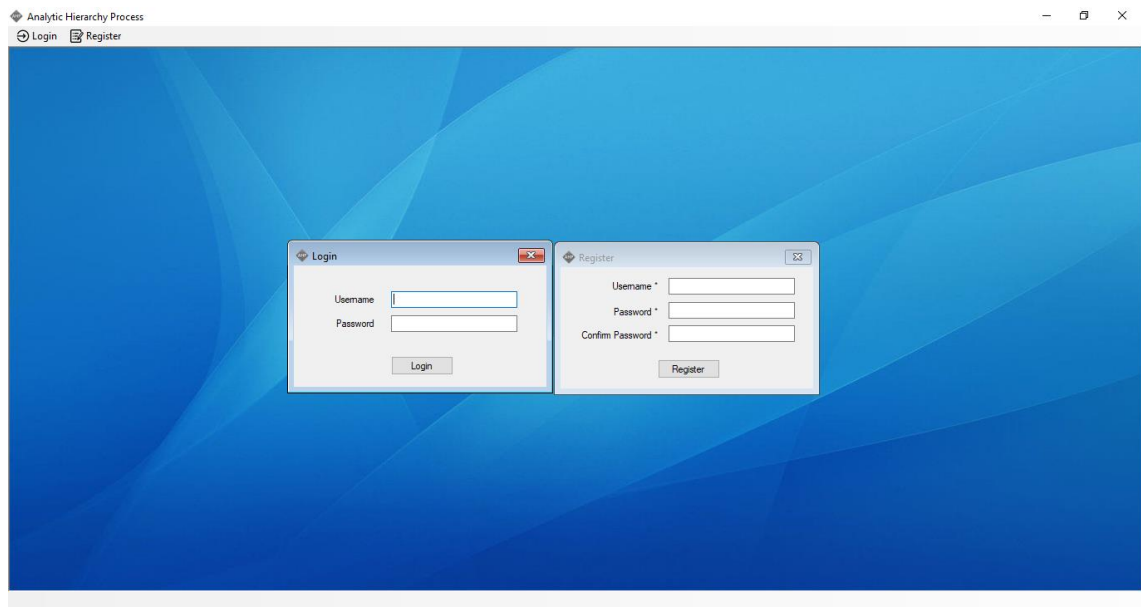 Analytic Hierarchy Process
Login Register
Login
Username
Password
Login
Register
Username *
Password *
Confirm Password *
Register